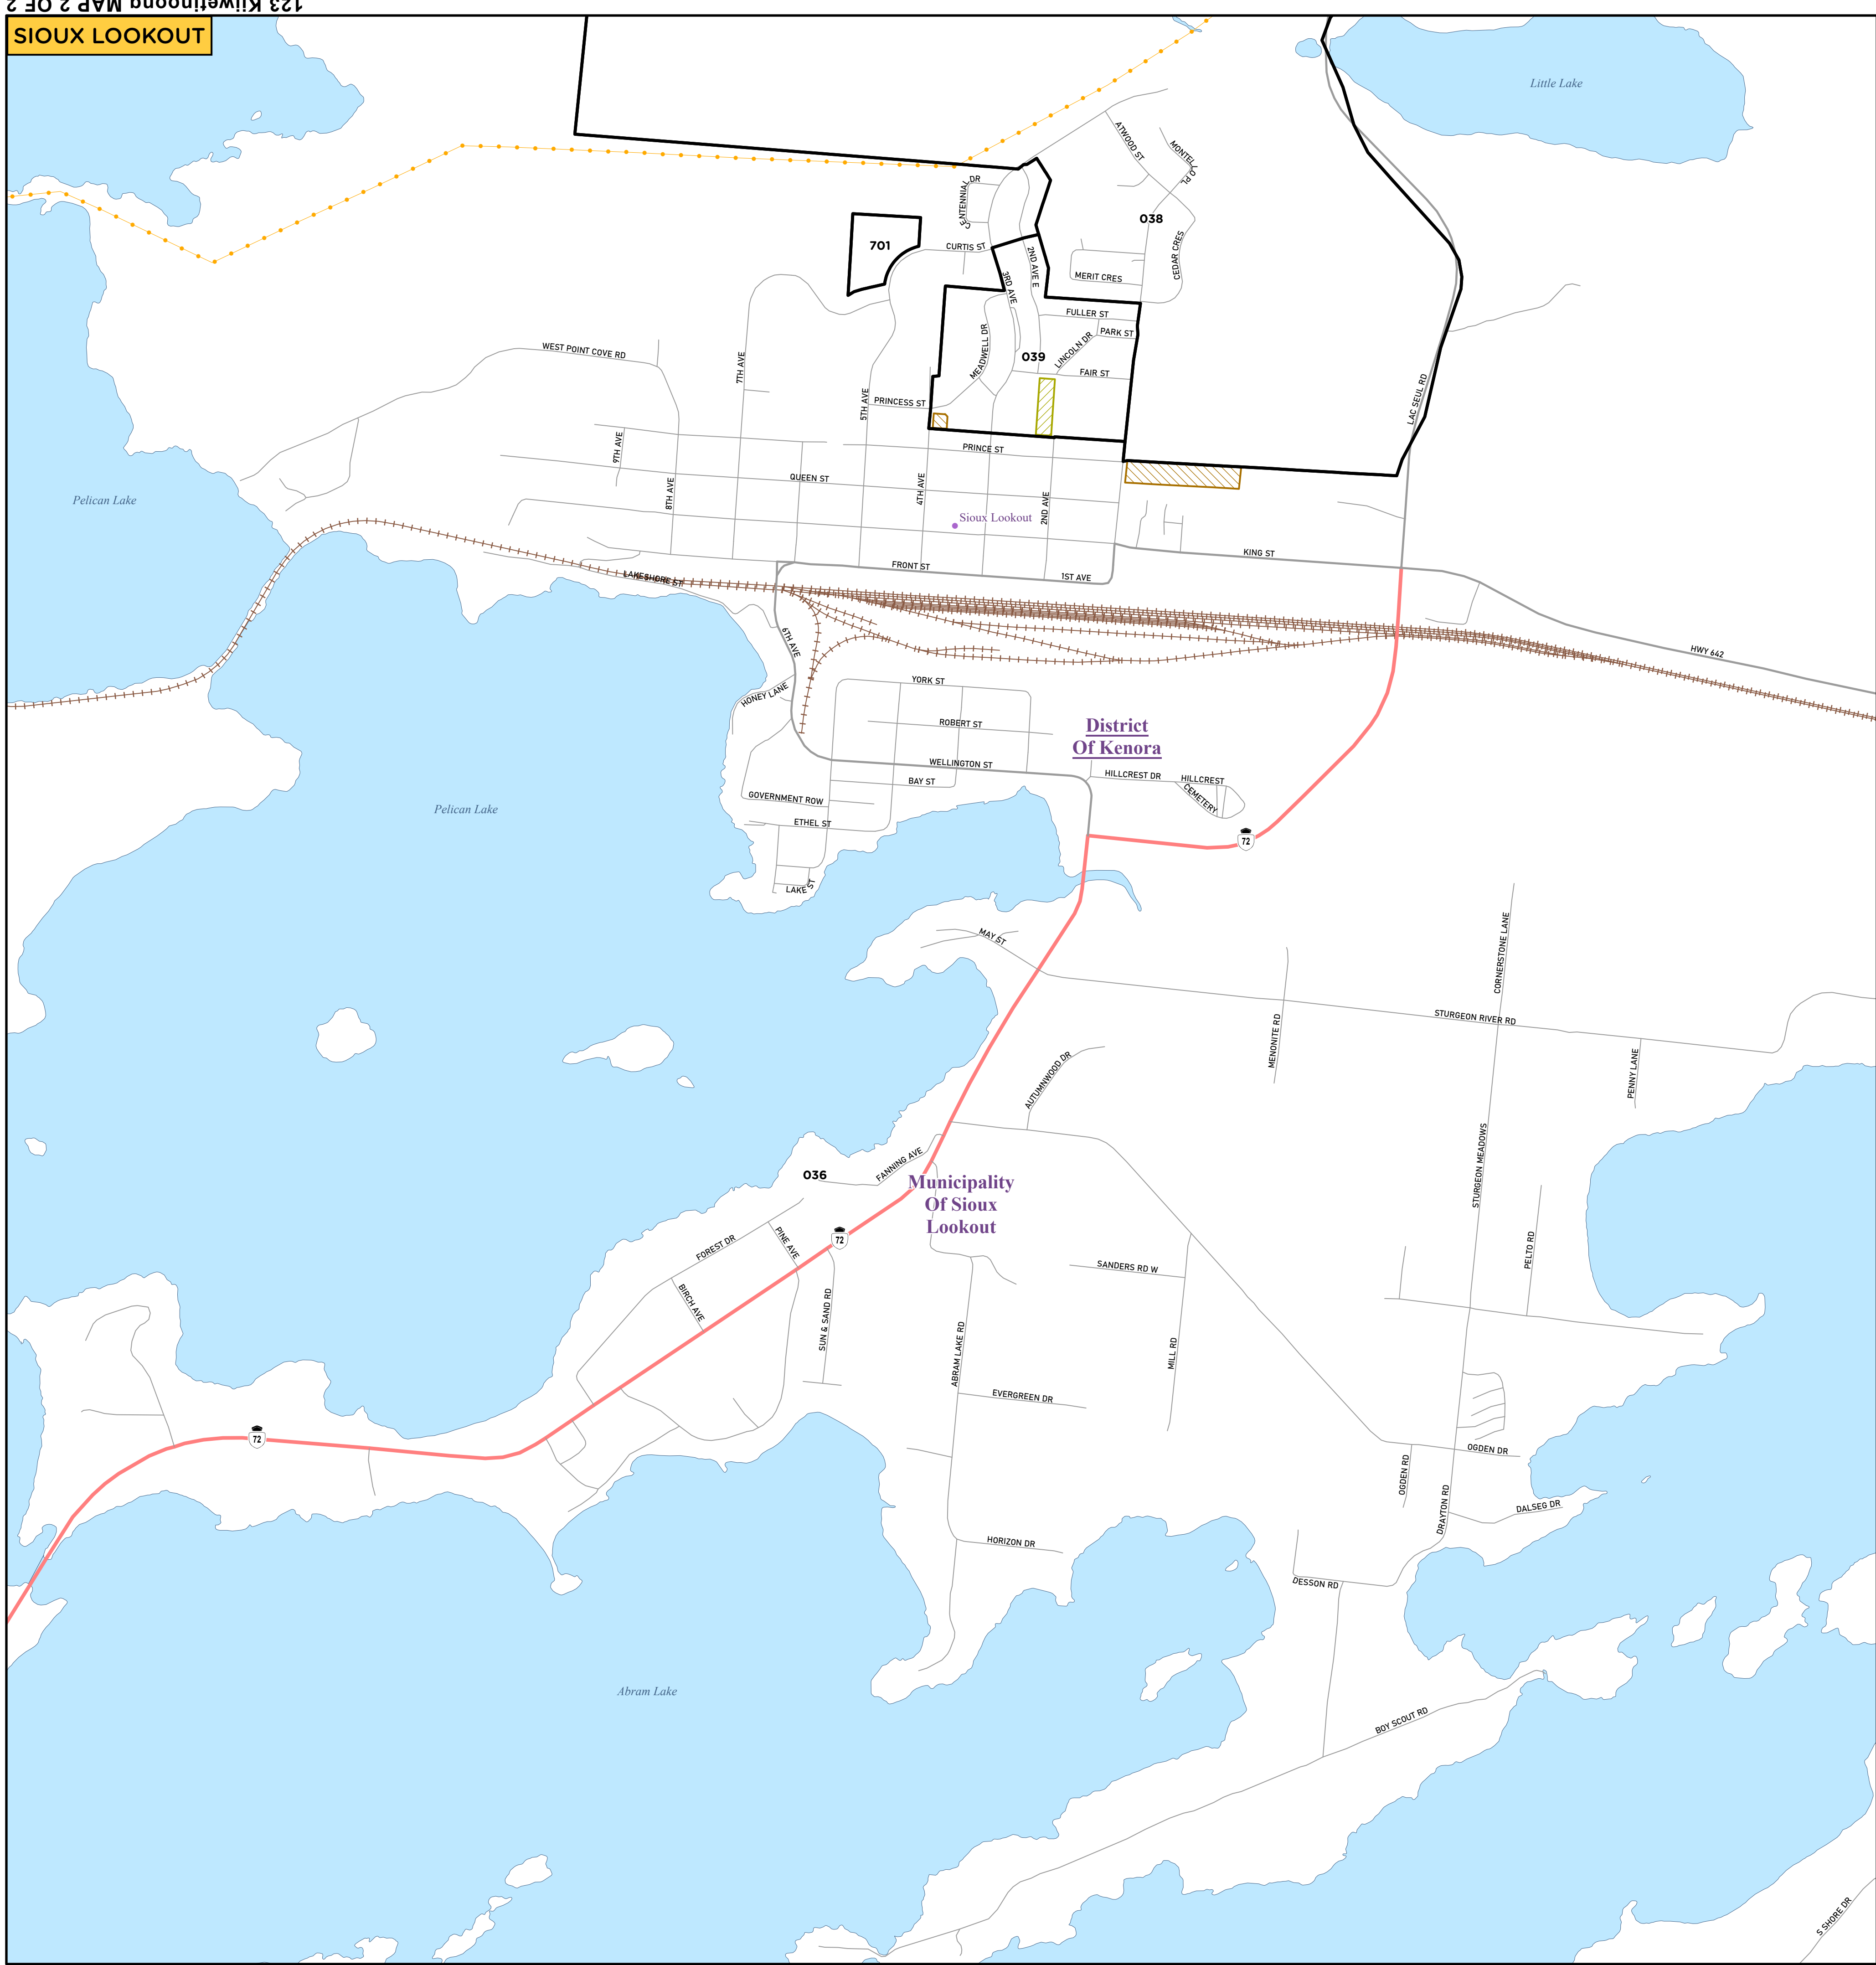 123 Kiiwetinoong MAP 2 OF 2
SIOUX LOOKOUT
Little Lake
ATWOOD ST
MONTELLO PL
CENTENNIAL DR
038
701
CURTIS ST
2ND AVE E
CEDAR CRES
3RD AVE
MERIT CRES
FULLER ST
PARK ST
MEADWELL DR
LINCOLN DR
039
WEST POINT COVE RD
7TH AVE
FAIR ST
LAC SEUL RD
5TH AVE
PRINCESS ST
9TH AVE
PRINCE ST
QUEEN ST
8TH AVE
4TH AVE
2ND AVE
Pelican Lake
Sioux Lookout
KING ST
FRONT ST
1ST AVE
LAKESHORE ST
6TH AVE
HWY 642
HONEY LANE
YORK ST
ROBERT ST
District
Of Kenora
WELLINGTON ST
BAY ST
HILLCREST DR
HILLCREST
CEMETERY
GOVERNMENT ROW
Pelican Lake
ETHEL ST
72
LAKE ST
MAY ST
CORNERSTONE LANE
STURGEON RIVER RD
MENONITE RD
AUTUMNWOOD DR
PENNY LANE
STURGEON MEADOWS
036
FANNING AVE
Municipality
Of Sioux
Lookout
72
FOREST DR
PINE AVE
PELTO RD
SANDERS RD W
BIRCH AVE
SUN & SAND RD
ABRAM LAKE RD
MILL RD
EVERGREEN DR
72
OGDEN DR
OGDEN RD
DRAYTON RD
DALSEG DR
HORIZON DR
DESSON RD
Abram Lake
BOY SCOUT RD
S SHORE DR